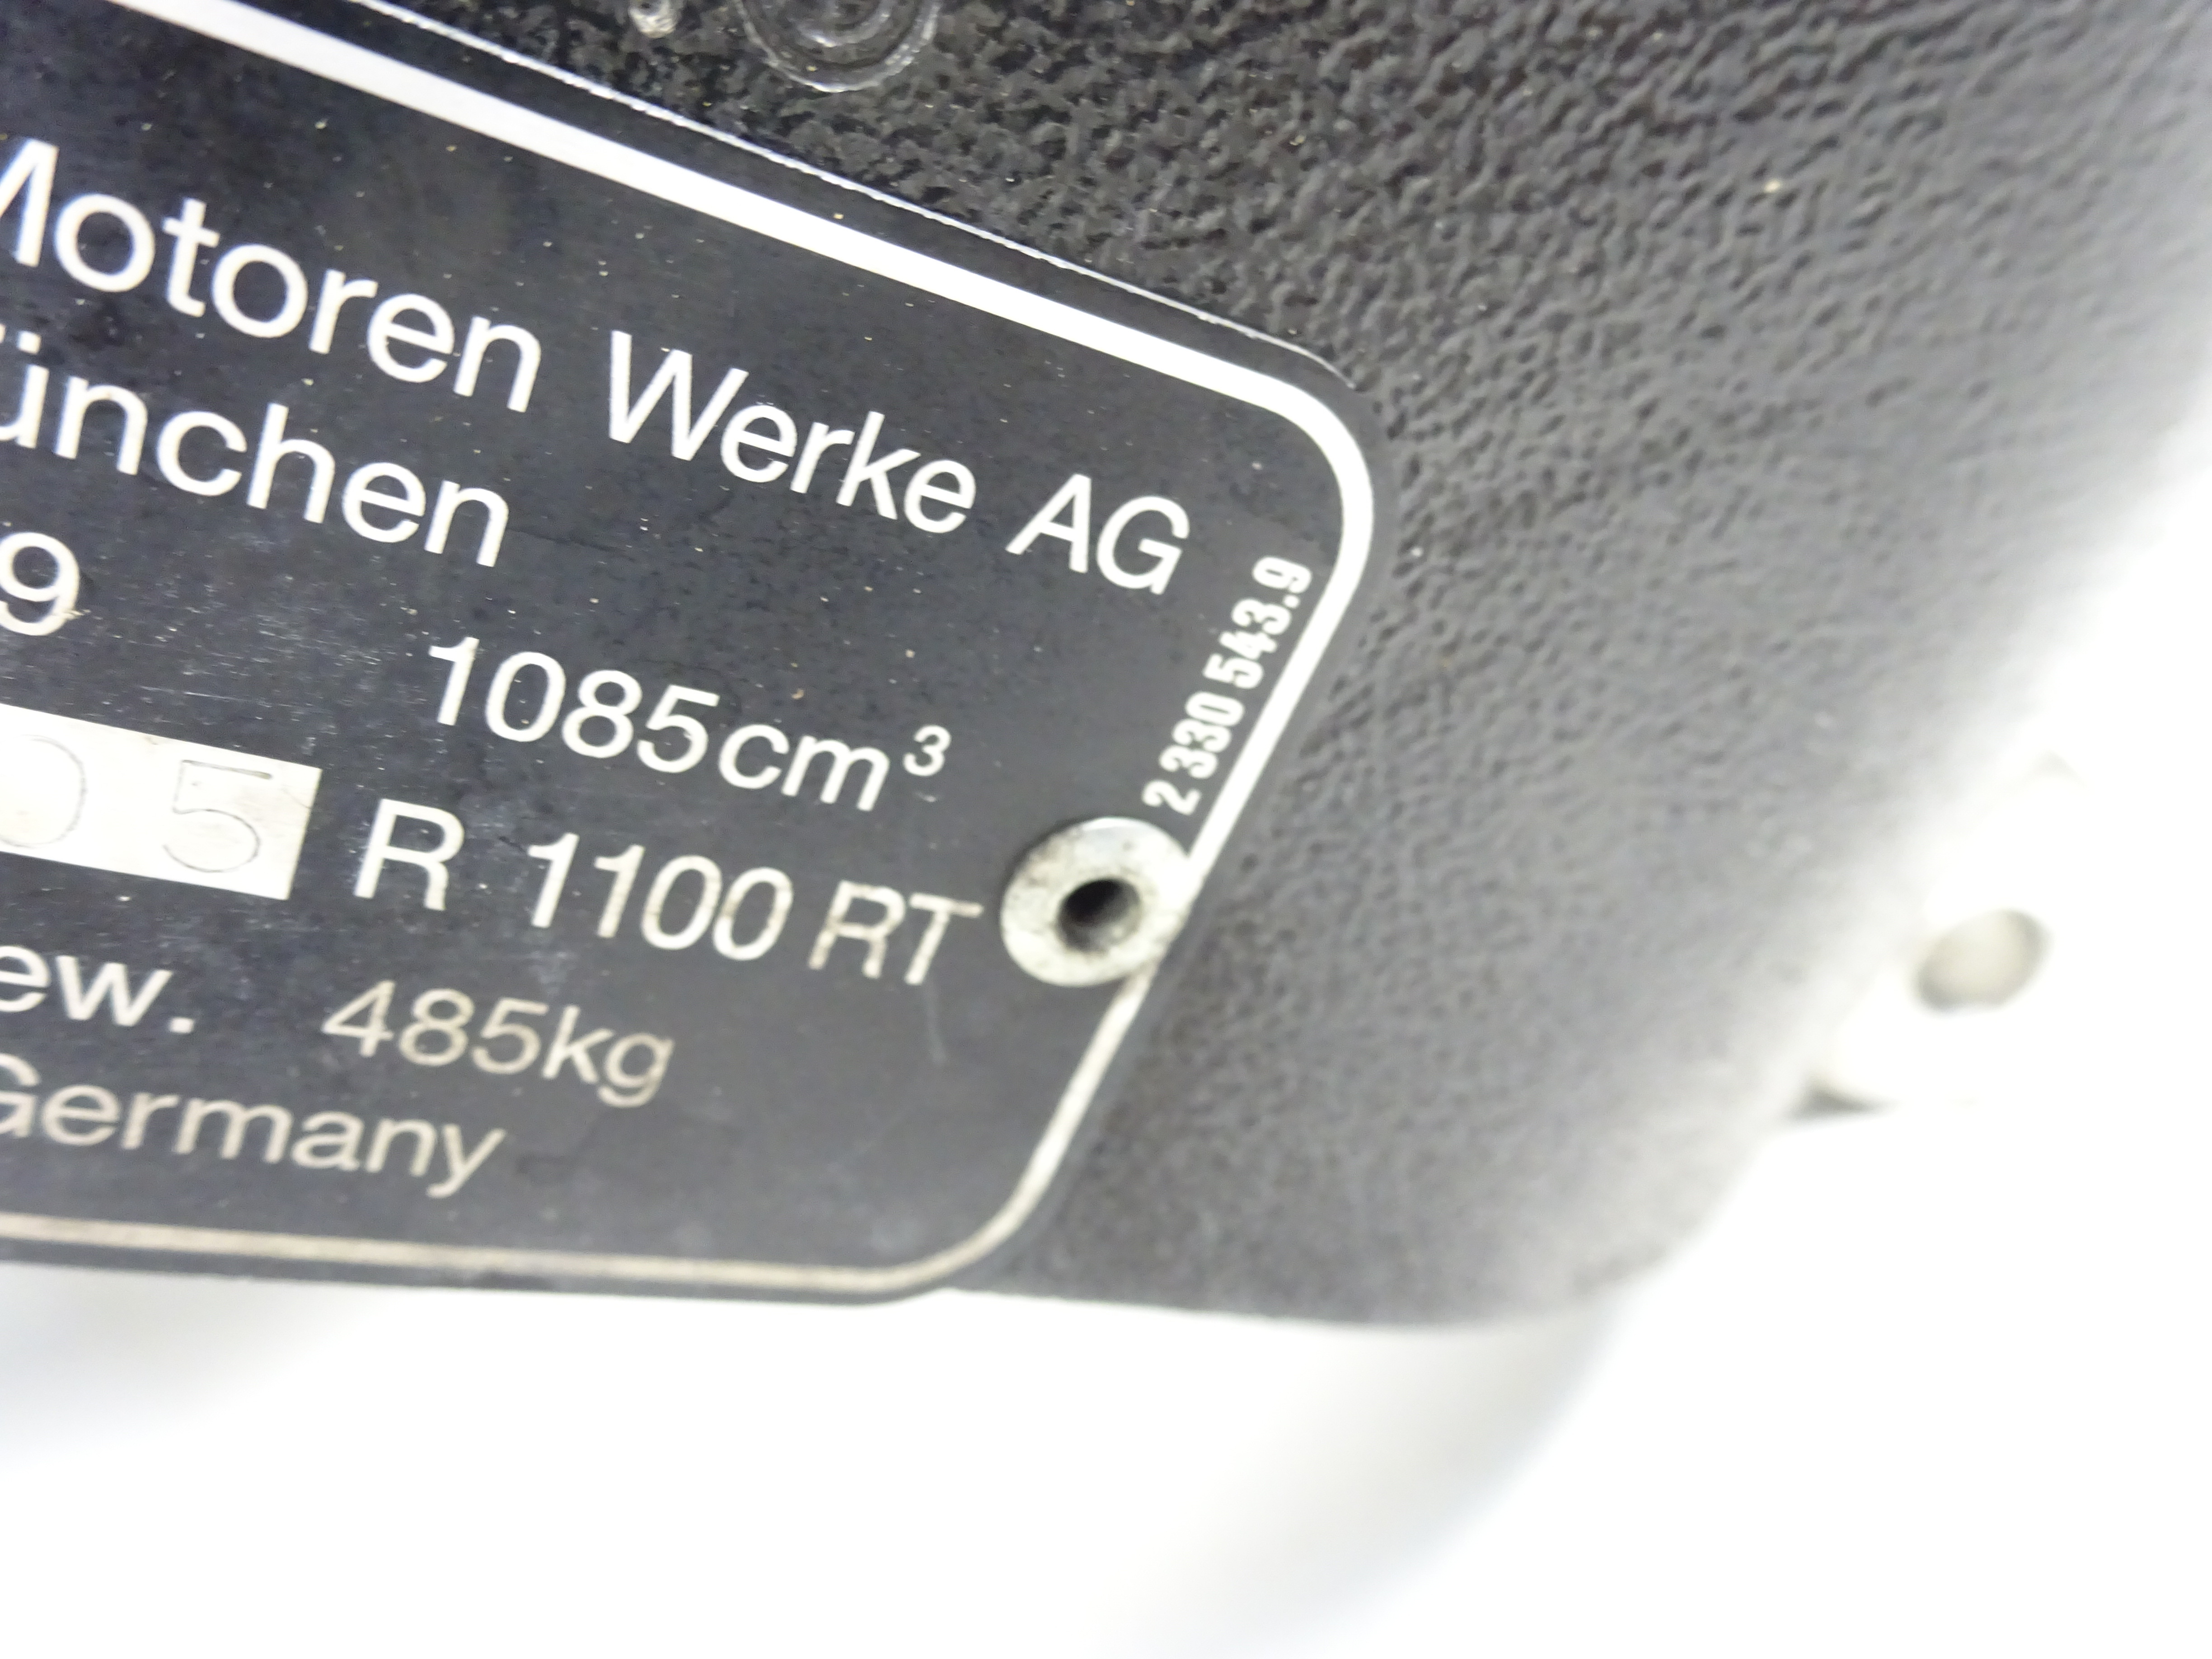 Motoren Werke AG
ünchen
9
1085cm³
05 R 1100 RT
ew. 485kg
Germany
2 330 543.9